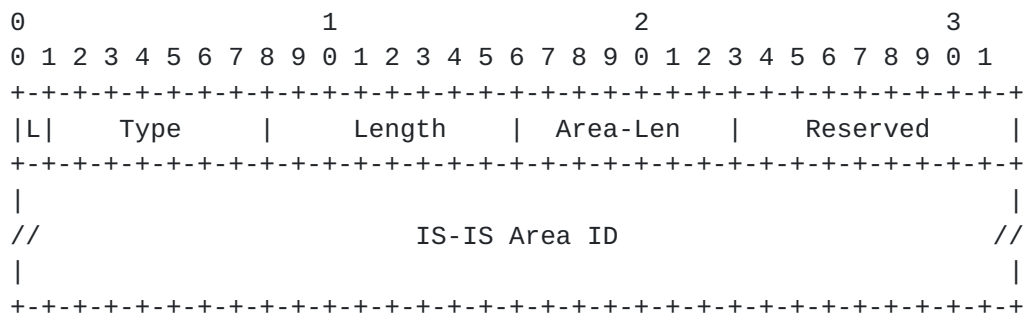 0                   1                   2                   3
0 1 2 3 4 5 6 7 8 9 0 1 2 3 4 5 6 7 8 9 0 1 2 3 4 5 6 7 8 9 0 1
+-+-+-+-+-+-+-+-+-+-+-+-+-+-+-+-+-+-+-+-+-+-+-+-+-+-+-+-+-+-+-+-+
|L|    Type     |     Length    |  Area-Len   |    Reserved     |
+-+-+-+-+-+-+-+-+-+-+-+-+-+-+-+-+-+-+-+-+-+-+-+-+-+-+-+-+-+-+-+-+
|                                                               |
//                        IS-IS Area ID                        //
|                                                               |
+-+-+-+-+-+-+-+-+-+-+-+-+-+-+-+-+-+-+-+-+-+-+-+-+-+-+-+-+-+-+-+-+